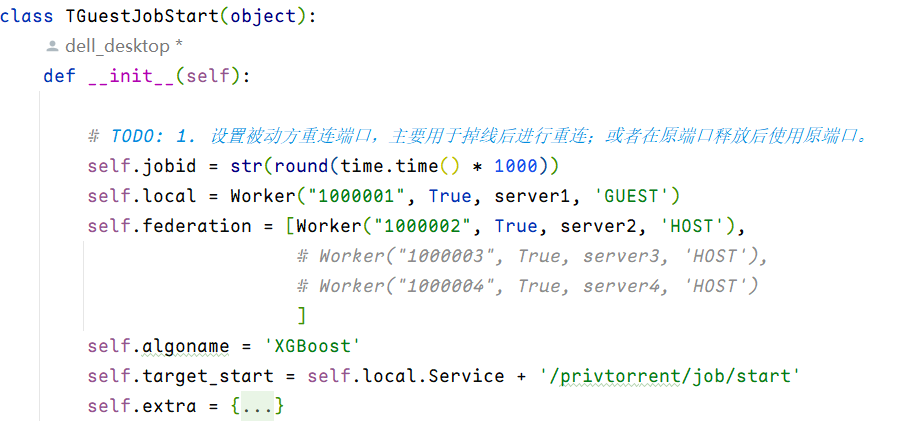 class TGuestJobStart(object):
dell_desktop *
def __init__(self):
# TODO: 1. 设置被动方重连端口，主要用于掉线后进行重连；或者在原端口释放后使用原端口。
self.jobid = str(round(time.time() * 1000))
self.local = Worker("1000001", True, server1, 'GUEST')
self.federation = [Worker("1000002", True, server2, 'HOST'),
# Worker("1000003", True, server3, 'HOST'),
# Worker("1000004", True, server4, 'HOST')
]
self.algoname = 'XGBoost'
self.target_start = self.local.Service + '/privtorrent/job/start'
self.extra = {...}